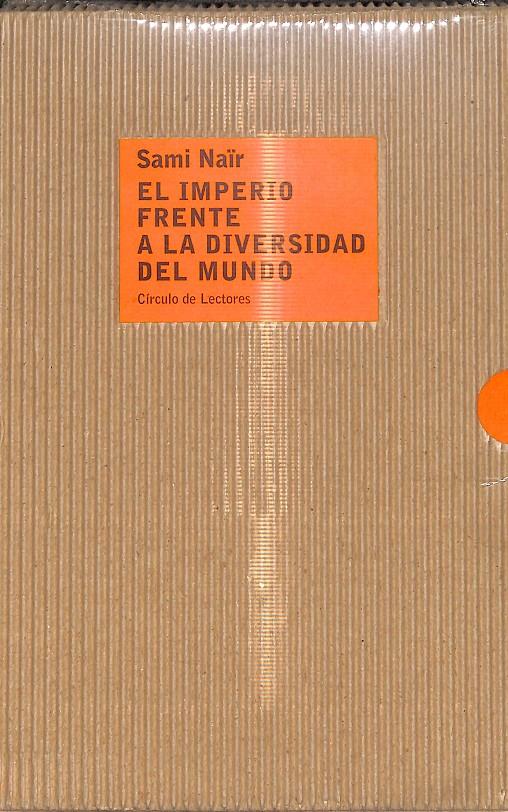 Sami Naïr
EL IMPERIO
FRENTE
A LA DIVERSIDAD
DEL MUNDO
Círculo de Lectores